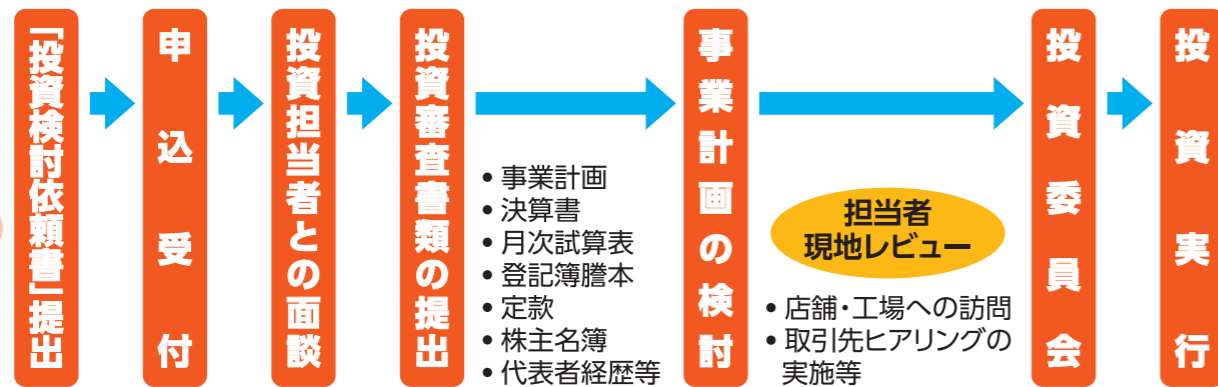 「投資検討依頼書」提出
申込受付
投資担当者との面談
投資審査書類の提出
• 事業計画
• 決算書
• 月次試算表
• 登記簿謄本
• 定款
• 株主名簿
• 代表者経歴等
事業計画の検討
担当者
現地レビュー
• 店舗・工場への訪問
• 取引先ヒアリングの
実施等
投資委員会
投資実行